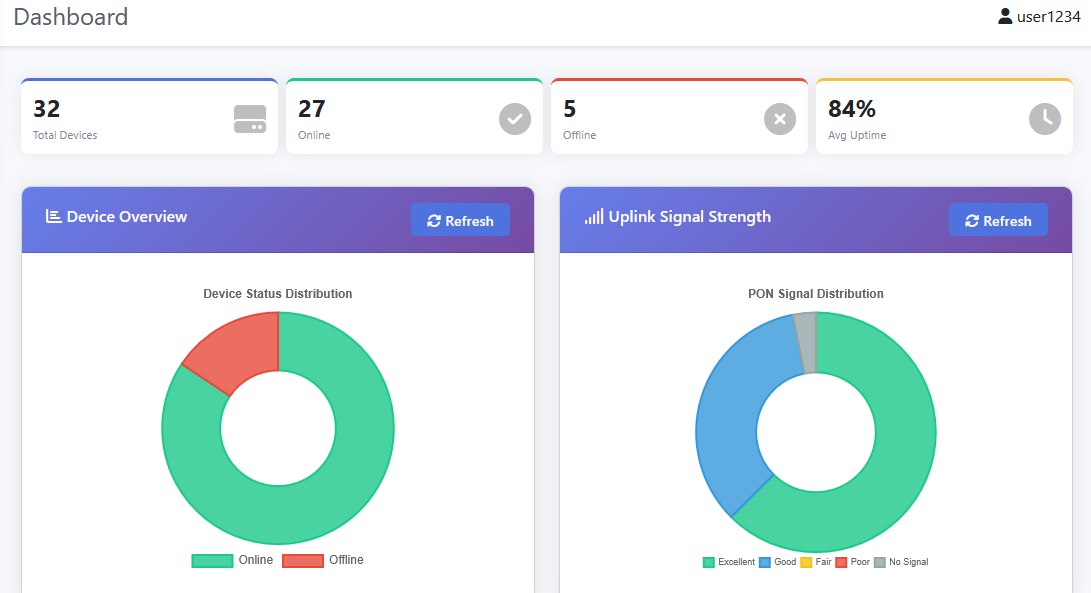 Dashboard
user1234
32
Total Devices
27
Online
5
Offline
84%
Avg Uptime
Device Overview
Refresh
Device Status Distribution
Online Offline
Uplink Signal Strength
Refresh
PON Signal Distribution
Excellent Good Fair Poor No Signal